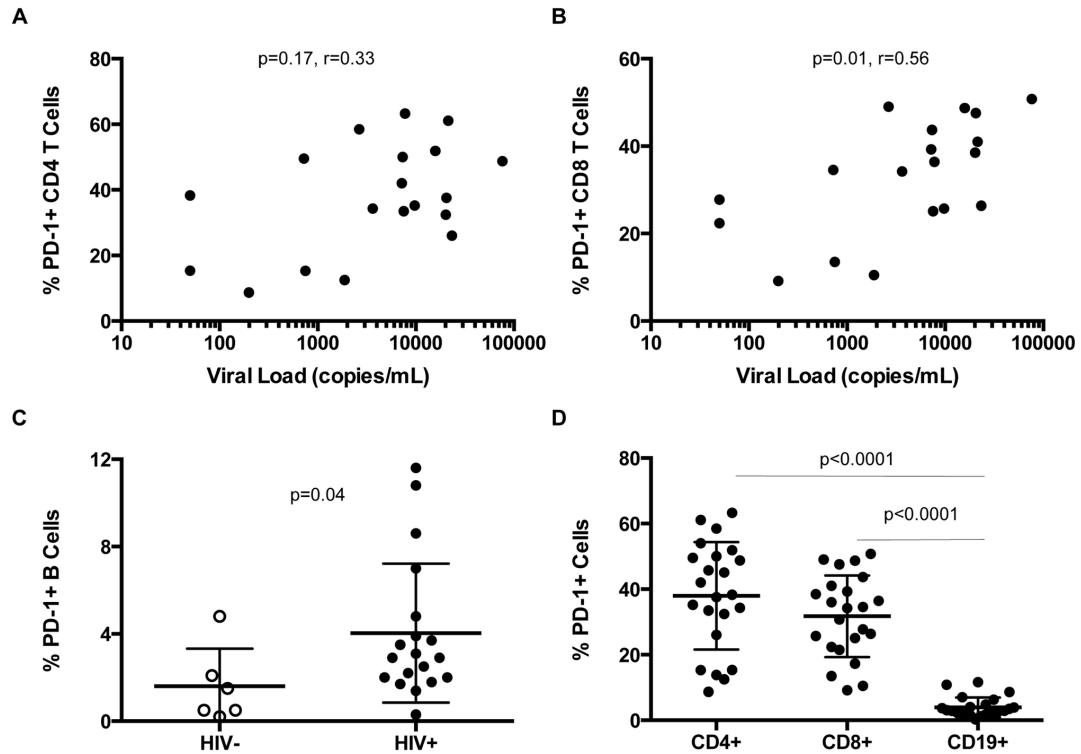 A
p=0.17, r=0.33
% PD-1+ CD4 T Cells
80
60
40
20
0
10 100 1000 10000 100000
Viral Load (copies/mL)
B
p=0.01, r=0.56
% PD-1+ CD8 T Cells
60
40
20
0
10 100 1000 10000 100000
Viral Load (copies/mL)
C
p=0.04
% PD-1+ B Cells
12
8
4
0
HIV- HIV+
D
p<0.0001
p<0.0001
% PD-1+ Cells
80
60
40
20
0
CD4+ CD8+ CD19+